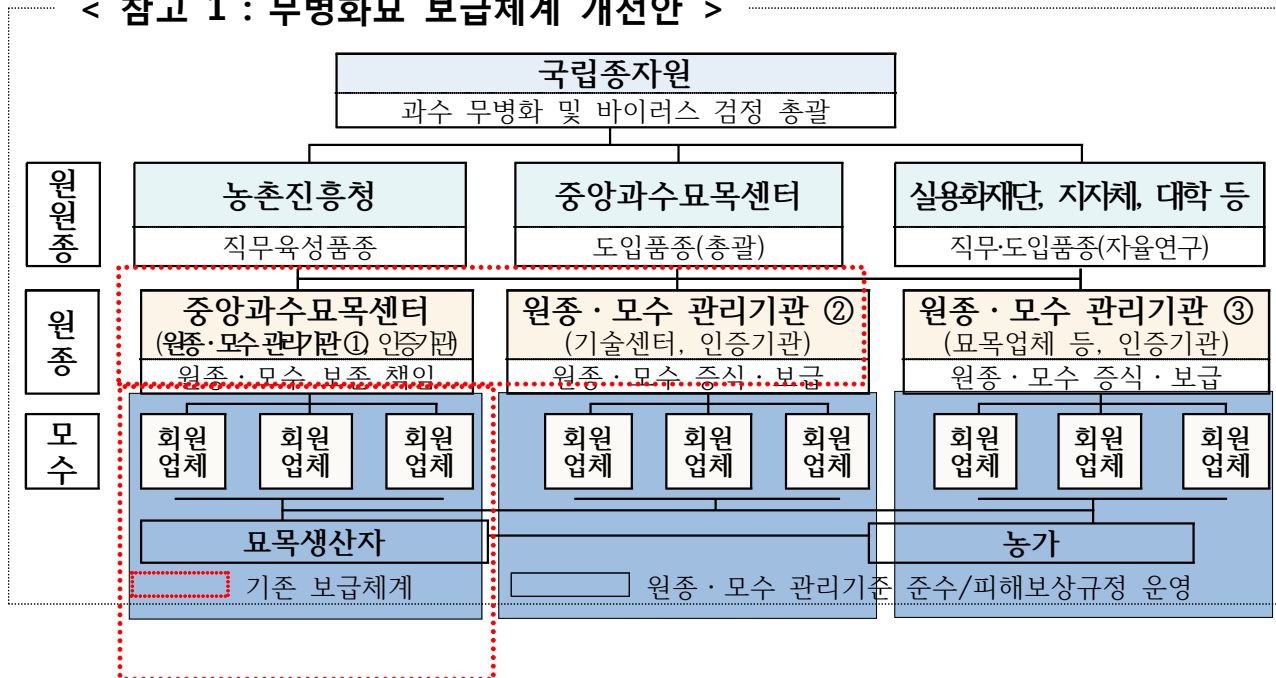 < 참고 1 : 무병화묘 보급체계 개선안 >
국립종자원
과수 무병화 및 바이러스 검정 총괄
원원종
농촌진흥청
직무육성품종
중앙과수묘목센터
도입품종(총괄)
실용화재단, 지자체, 대학 등
직무·도입품종(자율연구)
원종
중앙과수묘목센터
(원종·모수 관리기관 ①, 인증기관)
원종·모수 보존 책임
원종·모수 관리기관 ②
(기술센터, 인증기관)
원종·모수 증식·보급
원종·모수 관리기관 ③
(묘목업체 등, 인증기관)
원종·모수 증식·보급
모수
회원
업체
회원
업체
회원
업체
회원
업체
회원
업체
회원
업체
회원
업체
회원
업체
회원
업체
묘목생산자
농가
기존 보급체계
원종·모수 관리기준 준수/피해보상규정 운영